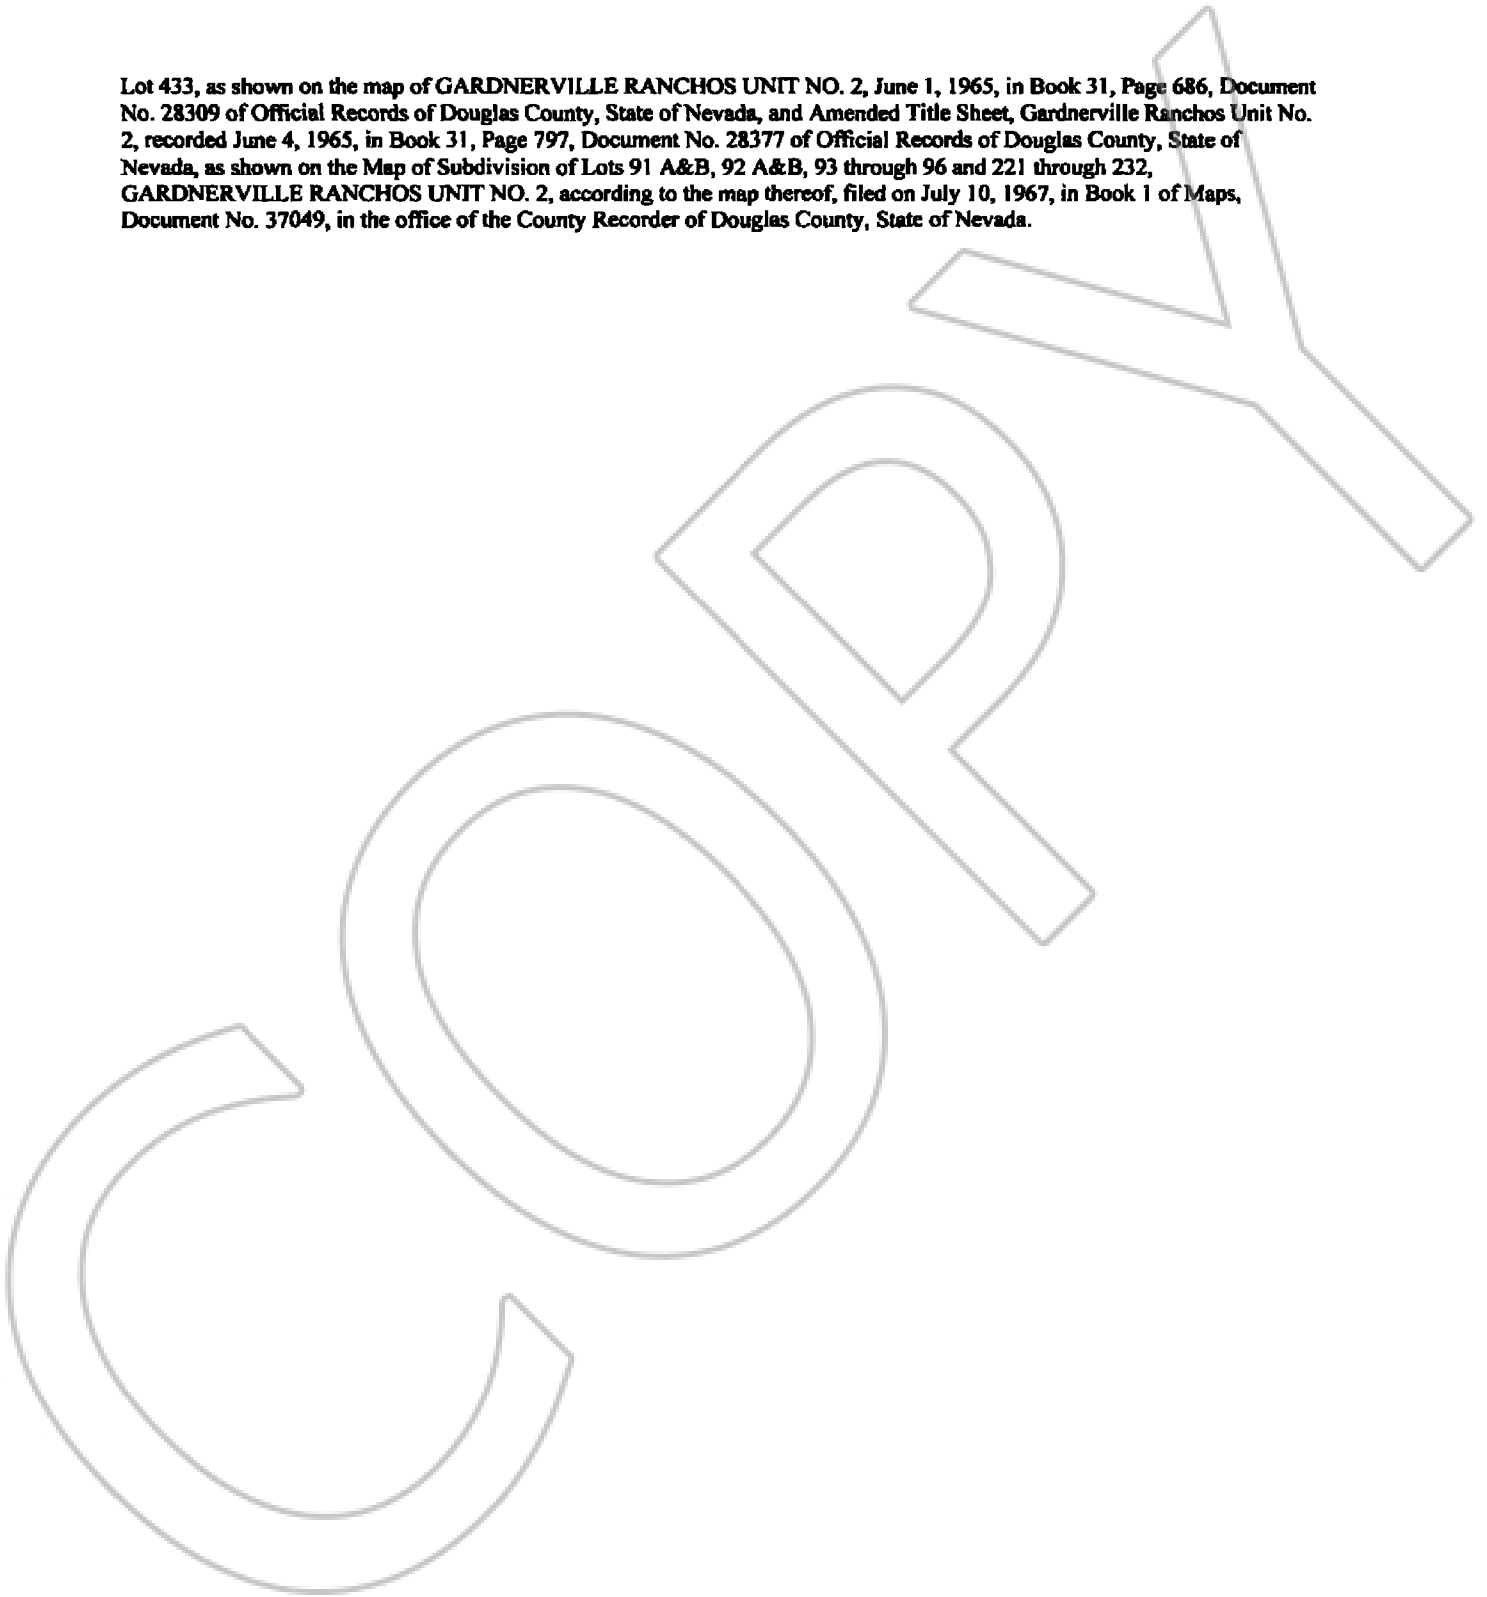 Lot 433, as shown on the map of GARDNERVILLE RANCHOS UNIT NO. 2, June 1, 1965, in Book 31, Page 686, Document
No. 28309 of Official Records of Douglas County, State of Nevada, and Amended Title Sheet, Gardnerville Ranchos Unit No.
2, recorded June 4, 1965, in Book 31, Page 797, Document No. 28377 of Official Records of Douglas County, State of
Nevada, as shown on the Map of Subdivision of Lots 91 A&B, 92 A&B, 93 through 96 and 221 through 232,
GARDNERVILLE RANCHOS UNIT NO. 2, according to the map thereof, filed on July 10, 1967, in Book 1 of Maps,
Document No. 37049, in the office of the County Recorder of Douglas County, State of Nevada.
COPY